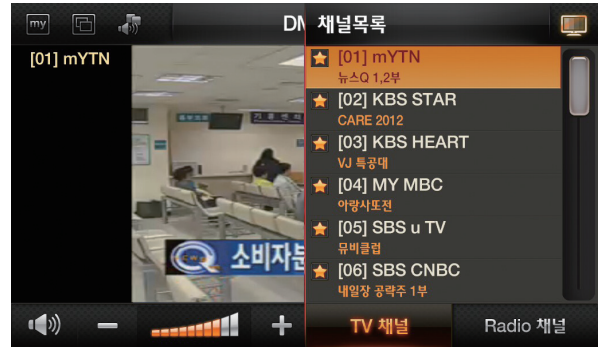 my
DM
채널목록
[01] mYTN
[01] mYTN
뉴스Q 1,2부
[02] KBS STAR
CARE 2012
[03] KBS HEART
VJ 특공대
[04] MY MBC
아랑사또전
[05] SBS u TV
뮤비클럽
[06] SBS CNBC
내일장 공략주 1부
소비자분
TV 채널
Radio 채널